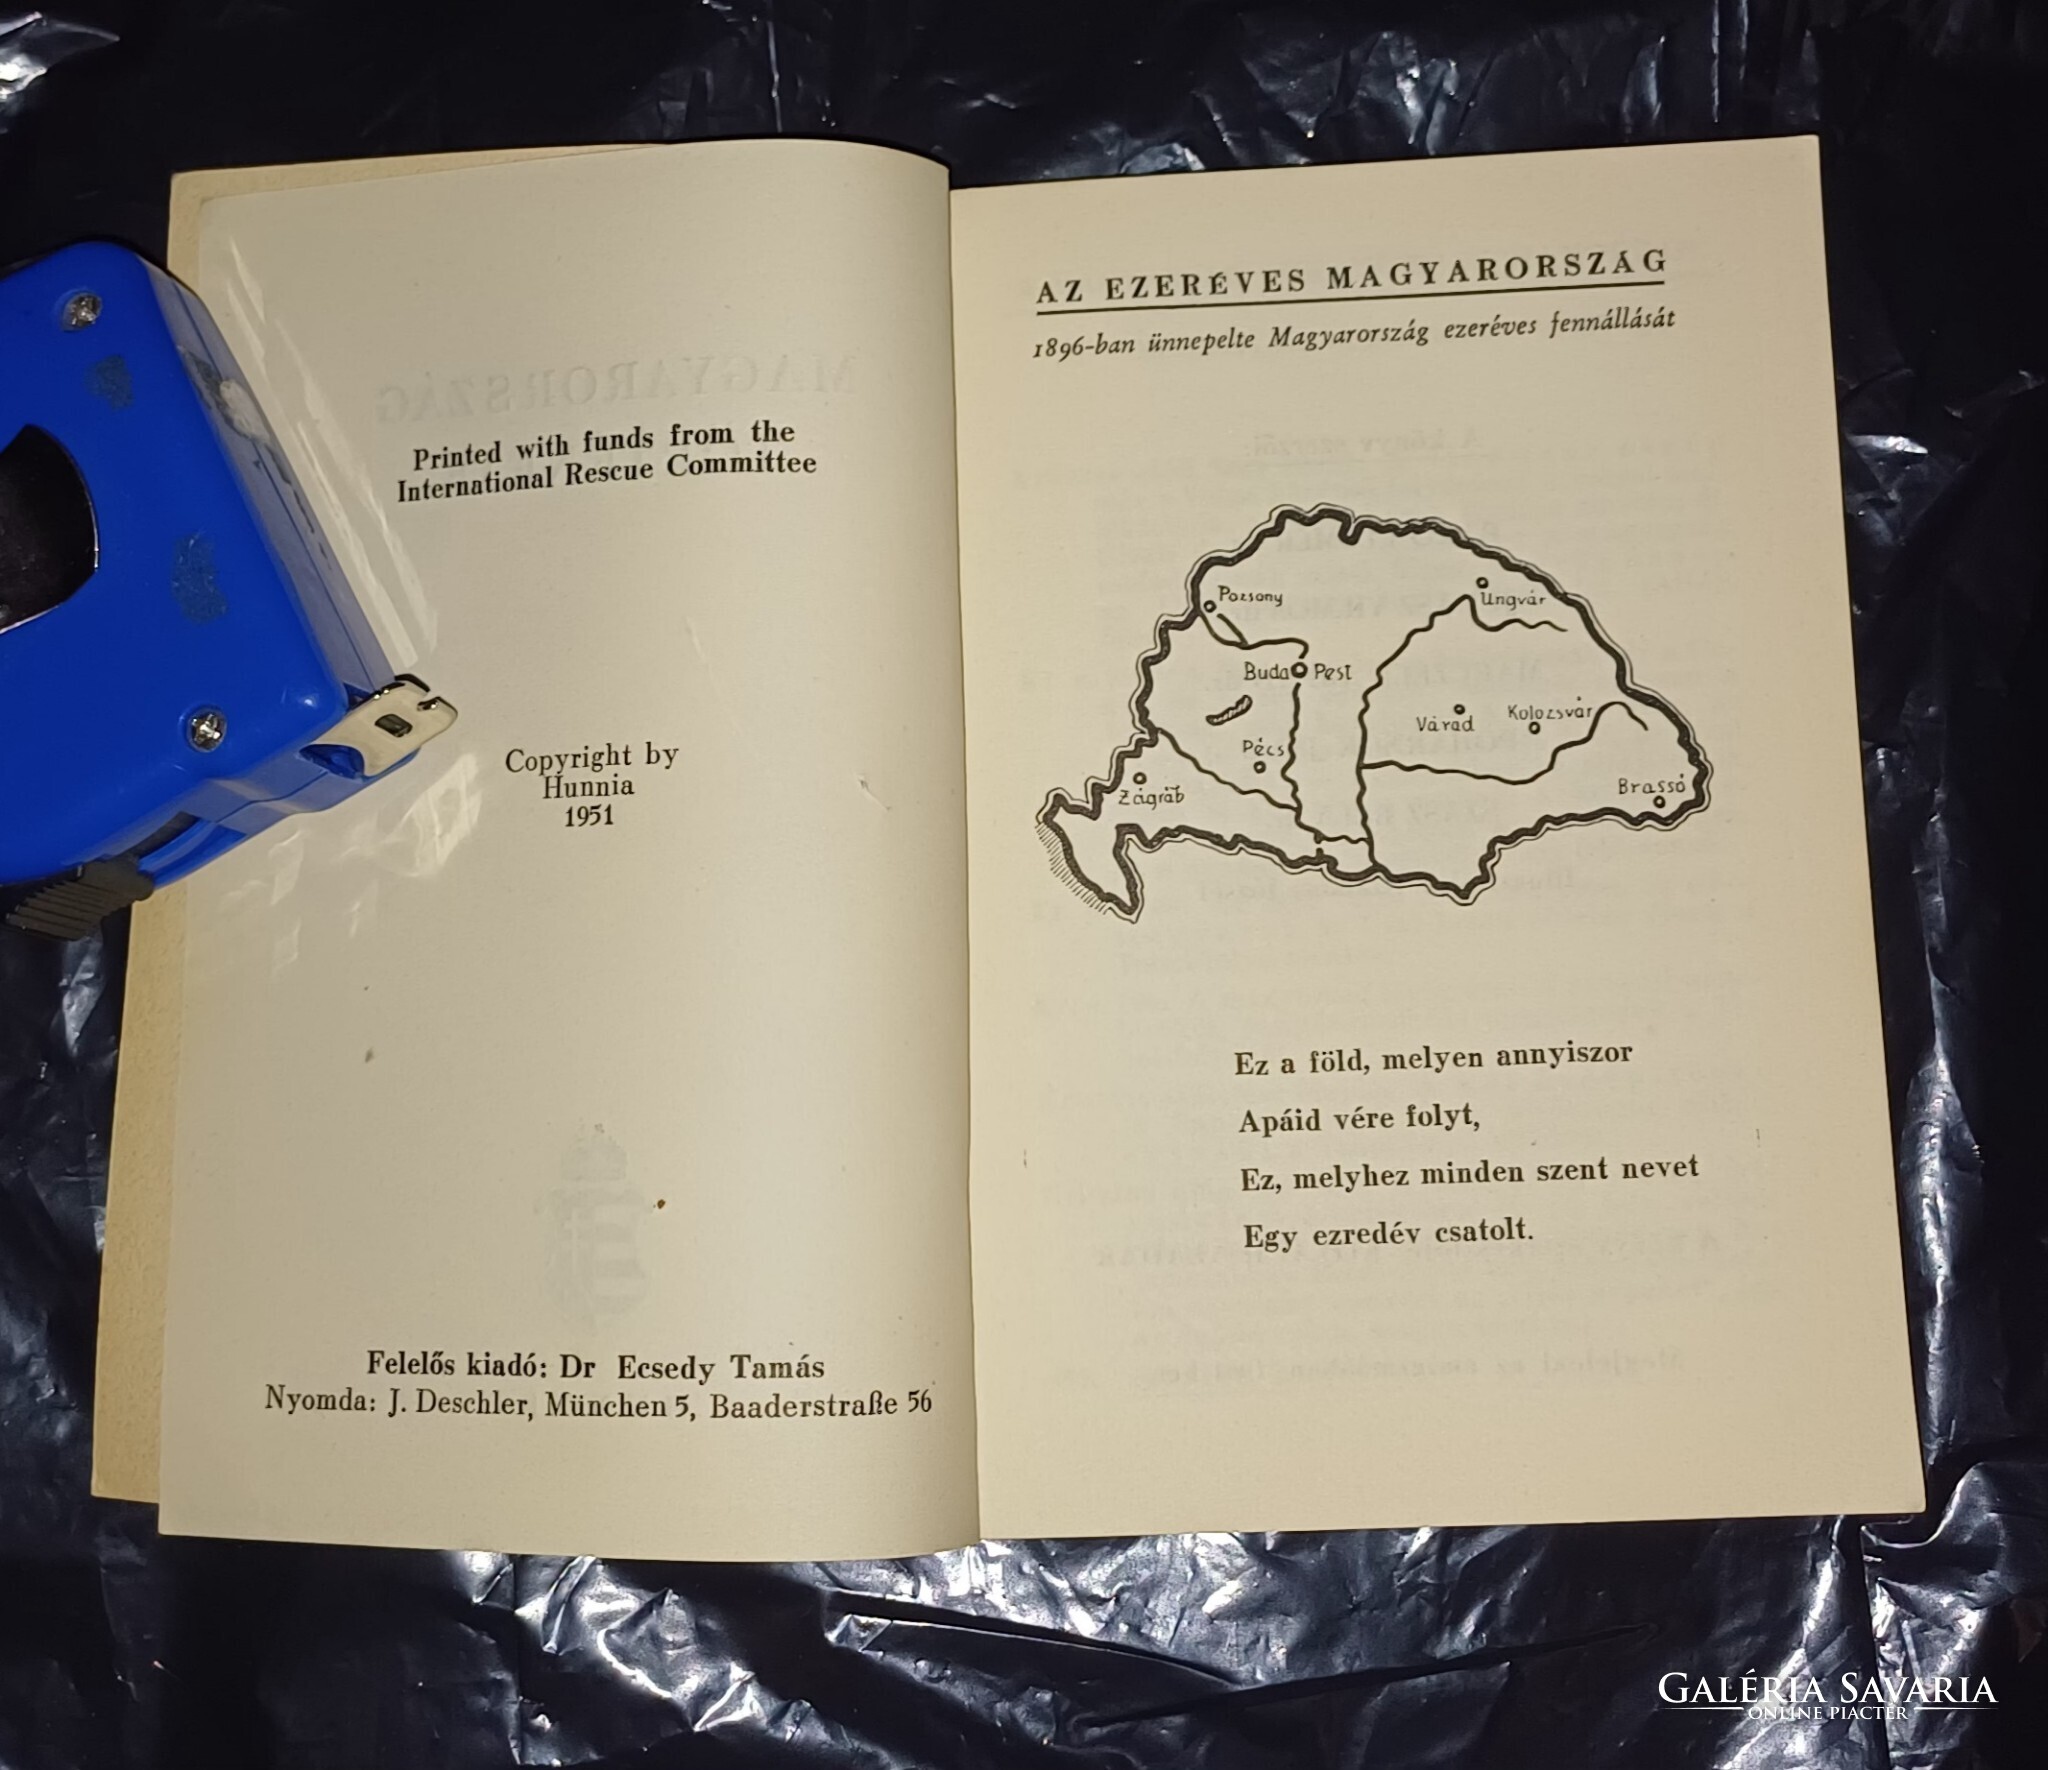 Printed with funds from the
International Rescue Committee
Copyright by
Hunnia
1951
Felelős kiadó: Dr Ecsedy Tamás
Nyomda: J. Deschler, München 5, Baaderstraße 56
AZ EZERÉVES MAGYARORSZÁG
1896-ban ünnepelte Magyarország ezeréves fennállását
Pozsony
Ungvár
Buda Pest
Várad
Kolozsvár
Pécs
Zágráb
Brassó
Ez a föld, melyen annyiszor
Apáid vére folyt,
Ez, melyhez minden szent nevet
Egy ezredév csatolt.
GALÉRIA SAVARIA
ONLINE PIACTÉR